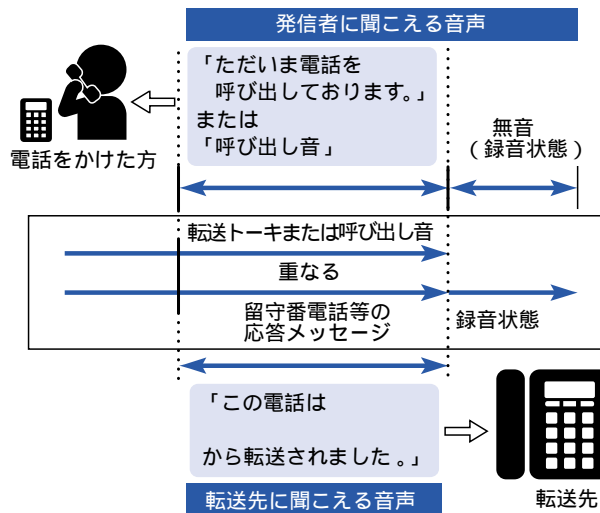 発信者に聞こえる音声
「ただいま電話を
呼び出しております。」
または
「呼び出し音」
電話をかけた方
無音
（録音状態）
転送トーキまたは呼び出し音
重なる
留守番電話等の
応答メッセージ
録音状態
「この電話は
から転送されました。」
転送先に聞こえる音声
転送先